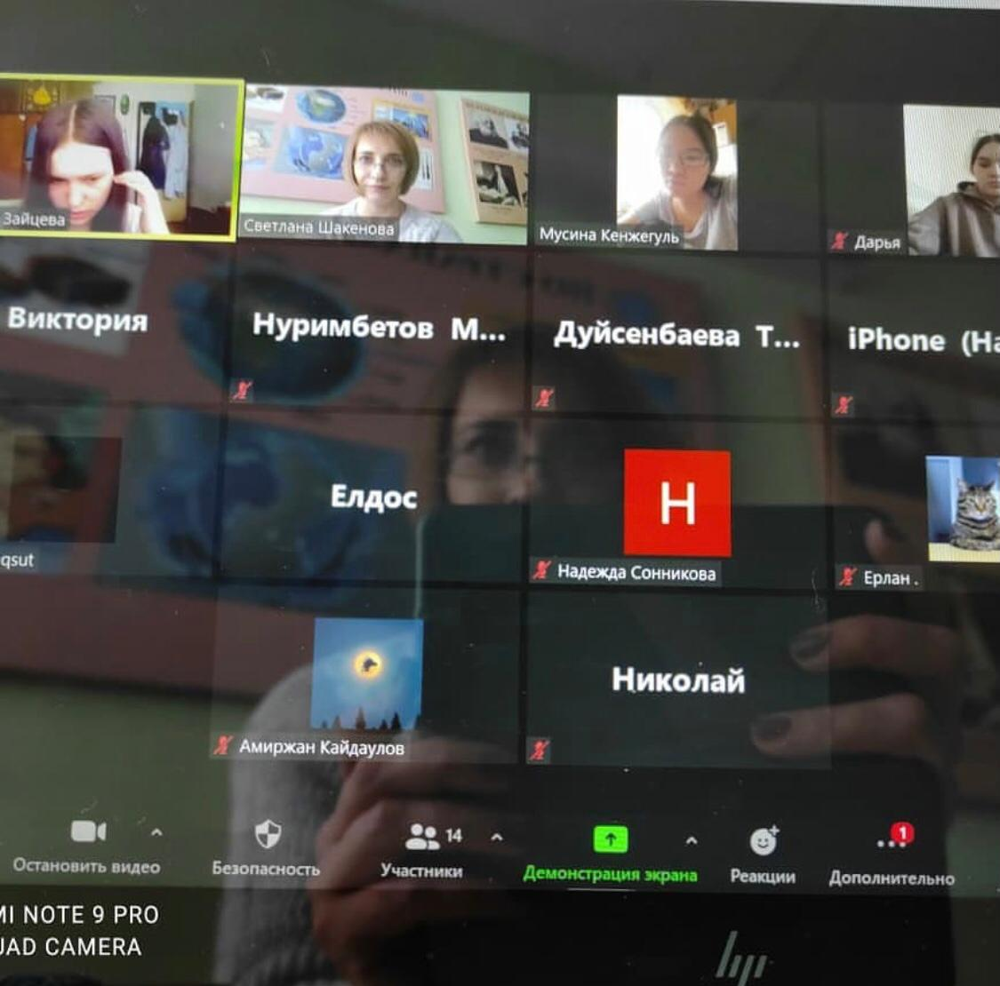 Зайцева
Светлана Шакенова
Мусина Кенжегуль
Дарья
Виктория
Нуримбетов М...
Дуйсенбаева Т...
iPhone (На
qsut
Елдос
Н
Надежда Сонникова
Ерлан .
Амиржан Кайдаулов
Николай
Остановить видео
Безопасность
Участники
14
Демонстрация экрана
Реакции
1
Дополнительно
MI NOTE 9 PRO
UAD CAMERA
hp